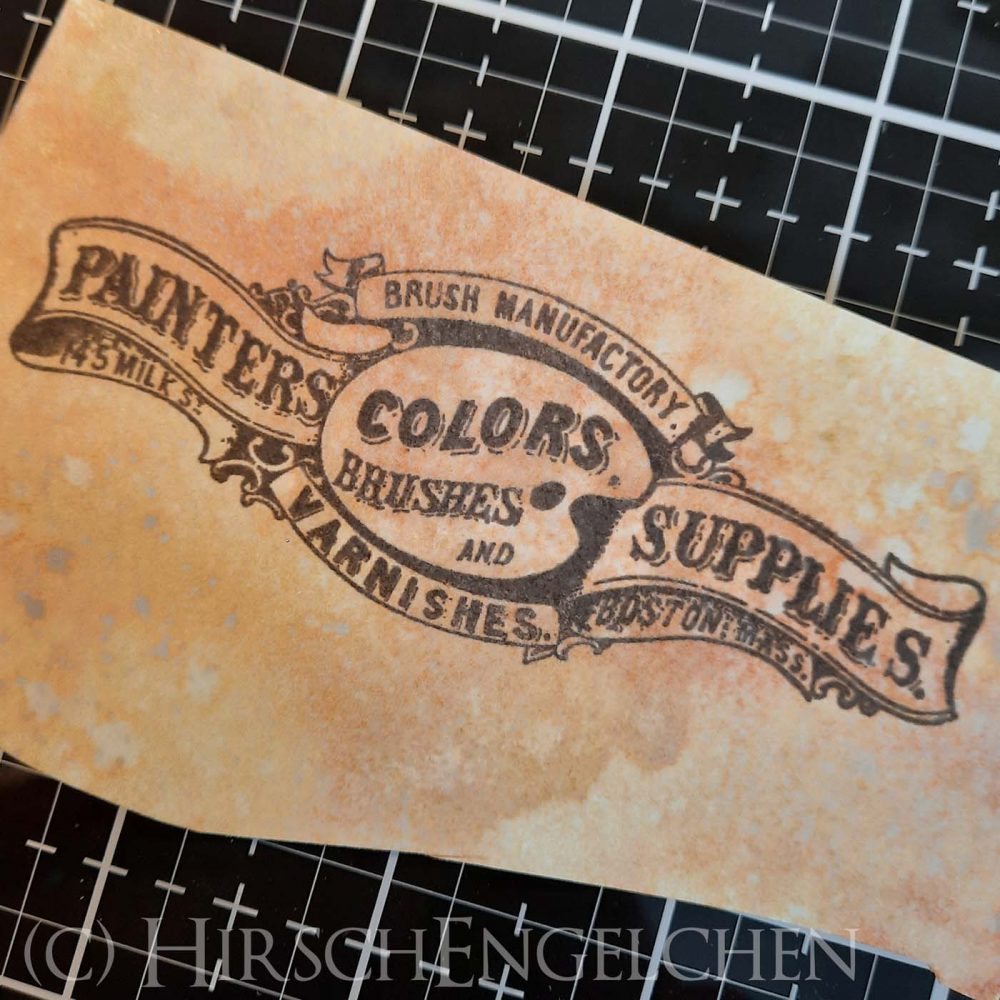 BRUSH MANUFACTORY.
PAINTERS
145 MILK ST.
COLORS
BRUSHES
AND
VARNISHES.
SUPPLIES.
BOSTON: MASS.
(C) HIRSCHENGELCHEN